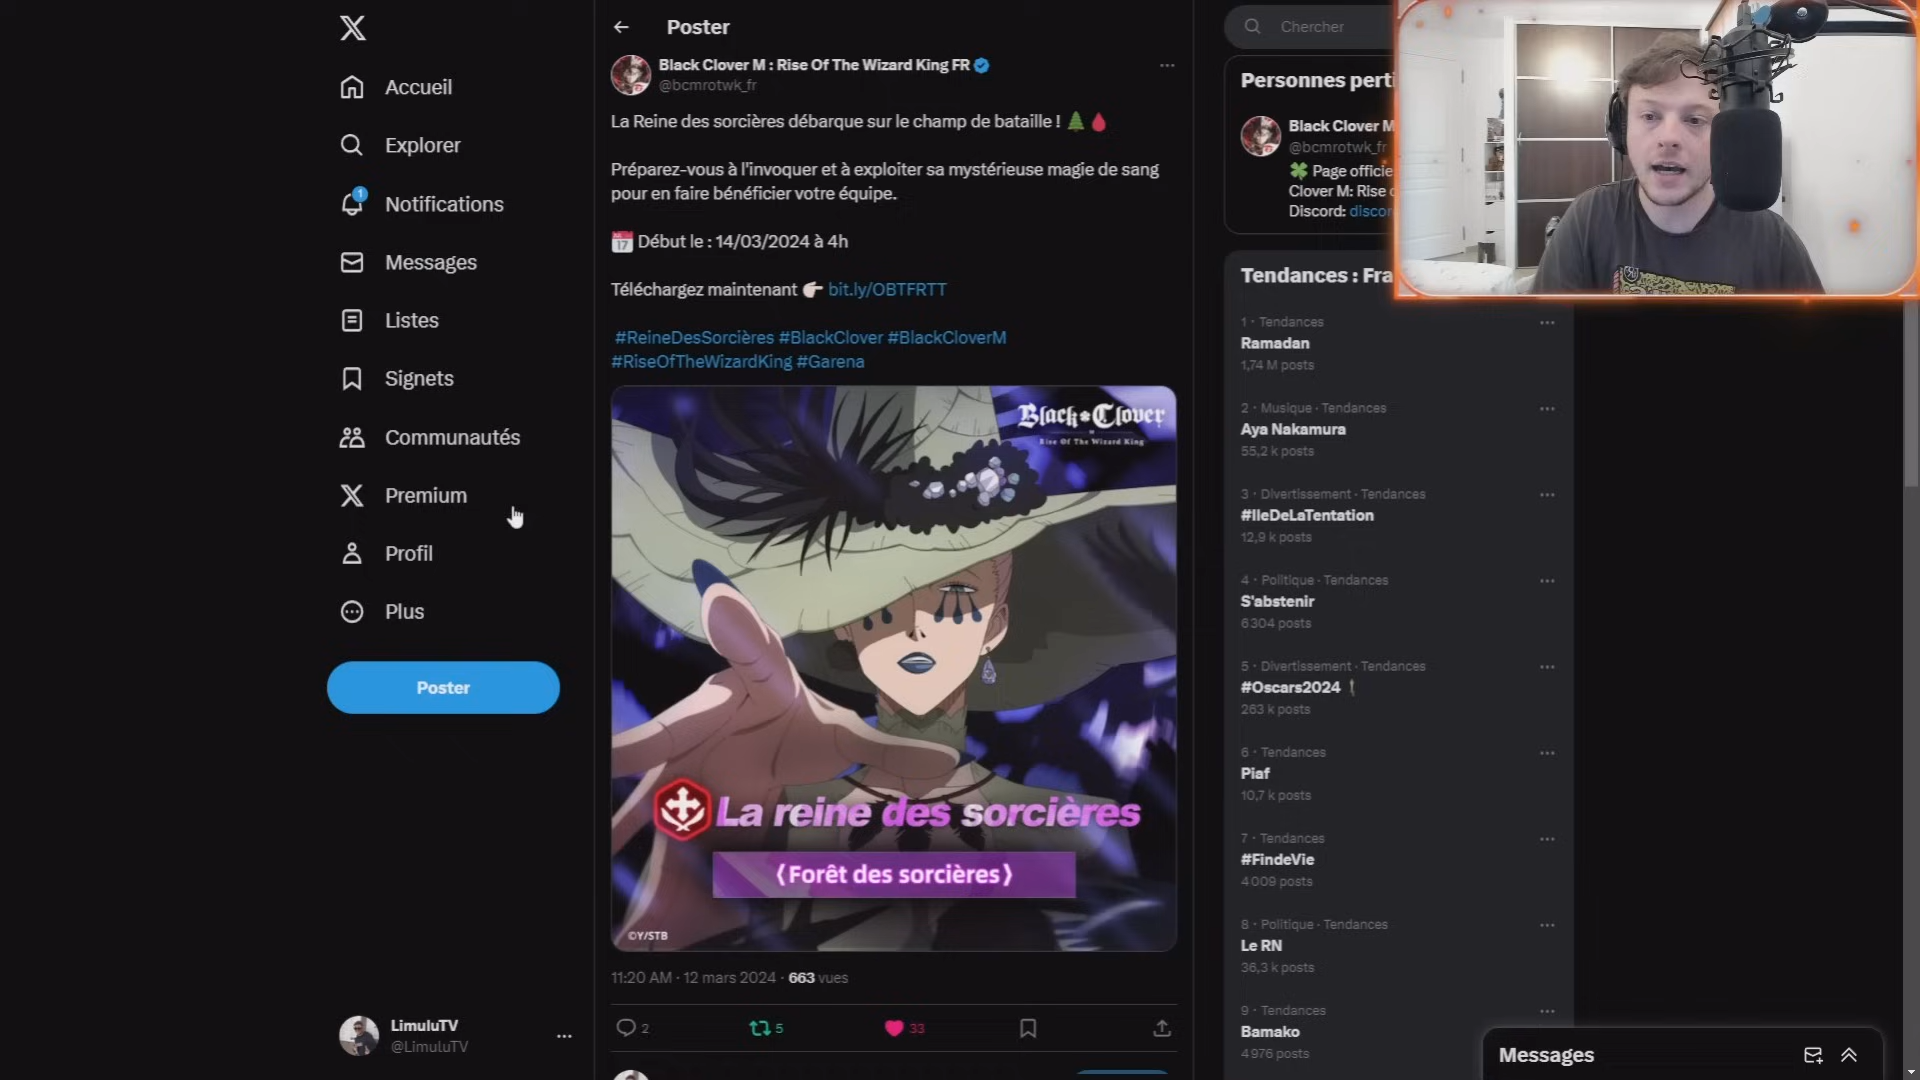 Accueil
Explorer
1
Notifications
Messages
Listes
Signets
Communautés
Premium
Profil
Plus
Poster
LimuluTV
@LimuluTV
Poster
Black Clover M : Rise Of The Wizard King FR
@bcmrotwk_fr
La Reine des sorcières débarque sur le champ de bataille !
Préparez-vous à l'invoquer et à exploiter sa mystérieuse magie de sang
pour en faire bénéficier votre équipe.
17 Début le : 14/03/2024 à 4h
Téléchargez maintenant bit.ly/OBTFRTT
#ReineDesSorcières #BlackClover #BlackCloverM
#RiseOfTheWizardKing #Garena
Black Clover
M
Rise Of The Wizard King
La reine des sorcières
⟨Forêt des sorcières⟩
©Y/STB
11:20 AM · 12 mars 2024 · 663 vues
2
5
33
Chercher
Personnes perti
Black Clover M
@bcmrotwk_fr
Page officie
Clover M: Rise
Discord: discor
Tendances : Fra
1 · Tendances
Ramadan
1,74 M posts
2 · Musique · Tendances
Aya Nakamura
55,2 k posts
3 · Divertissement · Tendances
#IleDeLaTentation
12,9 k posts
4 · Politique · Tendances
S'abstenir
6 304 posts
5 · Divertissement · Tendances
#Oscars2024
263 k posts
6 · Tendances
Piaf
10,7 k posts
7 · Tendances
#FindeVie
4 009 posts
8 · Politique · Tendances
Le RN
36,3 k posts
9 · Tendances
Bamako
4 976 posts
Messages